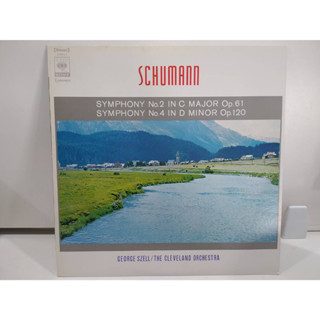 SCHUMANN
SYMPHONY No.2 IN C MAJOR Op.61
SYMPHONY No.4 IN D MINOR Op.120
GEORGE SZELL/THE CLEVELAND ORCHESTRA